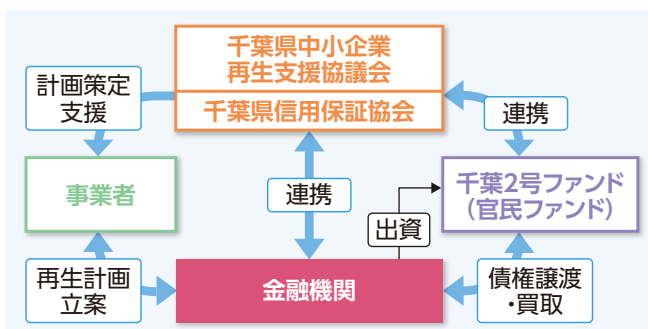 千葉県中小企業
再生支援協議会
千葉県信用保証協会
計画策定
支援
連携
事業者
連携
千葉2号ファンド
（官民ファンド）
出資
再生計画
立案
金融機関
債権譲渡
・買取